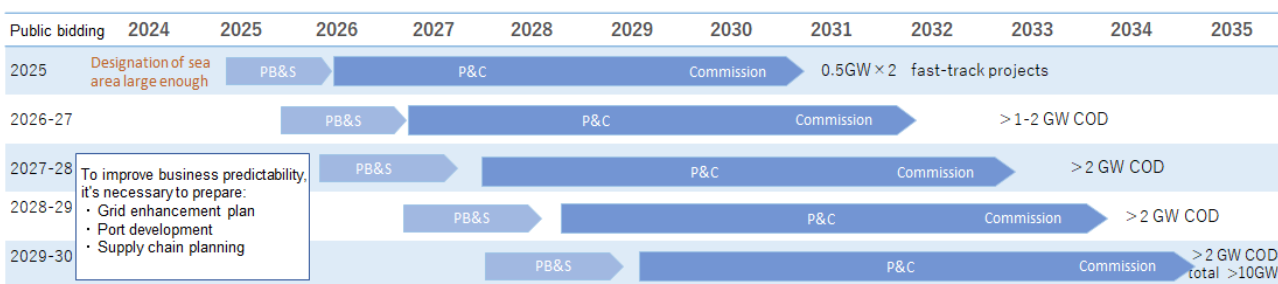 Public bidding 2024 2025 2026 2027 2028 2029 2030 2031 2032 2033 2034 2035
2025 Designation of sea area large enough PB&S P&C Commission 0.5GW×2 fast-track projects
2026-27 PB&S P&C Commission >1-2 GW COD
2027-28 PB&S P&C Commission >2 GW COD
To improve business predictability,
it's necessary to prepare:
・ Grid enhancement plan
・ Port development
・ Supply chain planning
2028-29 PB&S P&C Commission >2 GW COD
2029-30 PB&S P&C Commission >2 GW COD
total >10GW